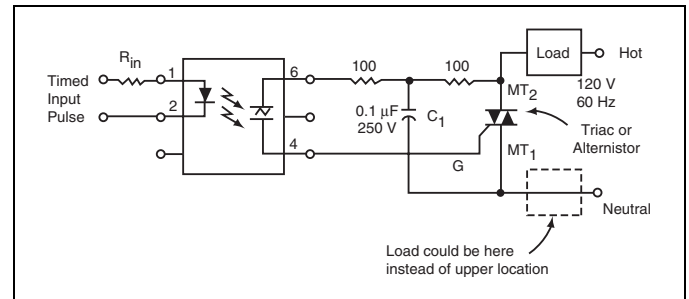 Rin
Timed
Input
Pulse
1
2
6
4
100
100
0.1 µF
250 V
C1
G
MT2
MT1
Load
Hot
120 V
60 Hz
Triac or
Alternistor
Neutral
Load could be here
instead of upper location